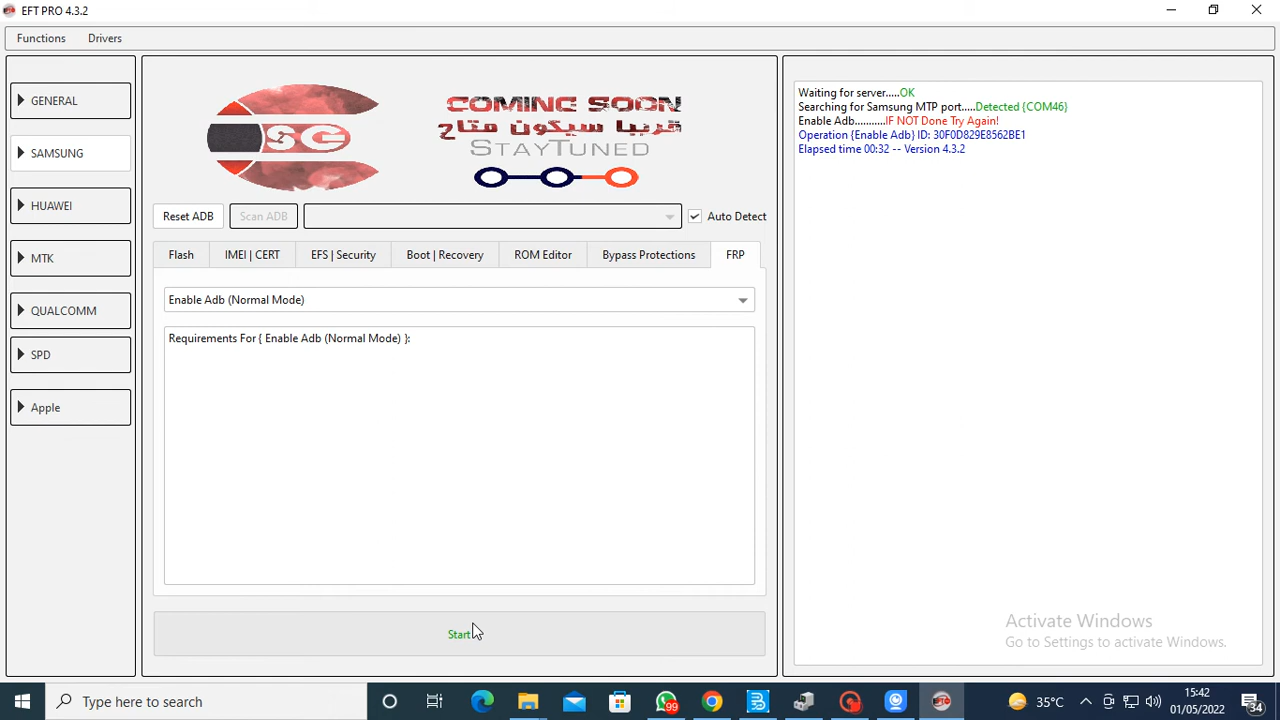 EFT PRO 4.3.2
Functions
Drivers
GENERAL
SAMSUNG
HUAWEI
MTK
QUALCOMM
SPD
Apple
SG
COMING SOON
قريبا سيكون متاح
STAYTUNED
Reset ADB
Scan ADB
Auto Detect
Flash
IMEI | CERT
EFS | Security
Boot | Recovery
ROM Editor
Bypass Protections
FRP
Enable Adb (Normal Mode)
Requirements For { Enable Adb (Normal Mode) }:
Start
Waiting for server.....OK
Searching for Samsung MTP port.....Detected {COM46}
Enable Adb..........IF NOT Done Try Again!
Operation {Enable Adb} ID: 30F0D829E8562BE1
Elapsed time 00:32 -- Version 4.3.2
Activate Windows
Go to Settings to activate Windows.
Type here to search
99
35°C
15:42
01/05/2022
34